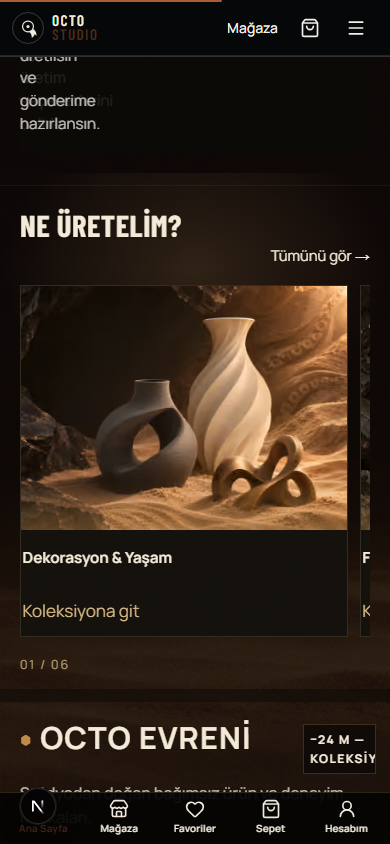 OCTO
STUDIO
Mağaza
üretilsin
ve
gönderime
hazırlansın.
NE ÜRETELİM?
Tümünü gör →
Dekorasyon & Yaşam
F
Koleksiyona git
K
01 / 06
OCTO EVRENİ
−24 M —
KOLEKSİY
N
Ana Sayfa
Mağaza
Favoriler
Sepet
Hesabım